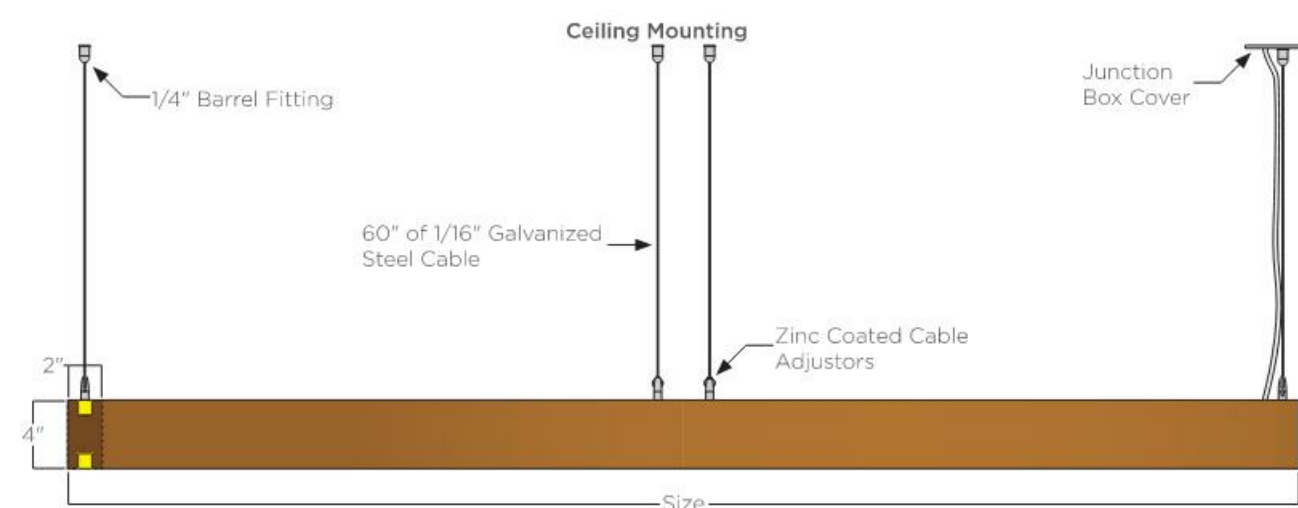 Ceiling Mounting
1/4" Barrel Fitting
Junction
Box Cover
60" of 1/16" Galvanized
Steel Cable
Zinc Coated Cable
Adjustors
2"
4"
Size